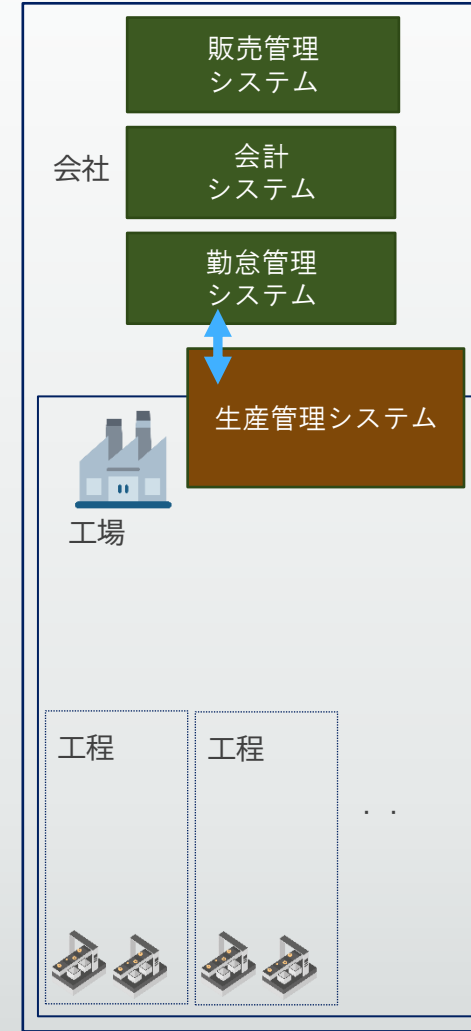 販売管理
システム
会社
会計
システム
勤怠管理
システム
生産管理システム
工場
工程
工程
. .